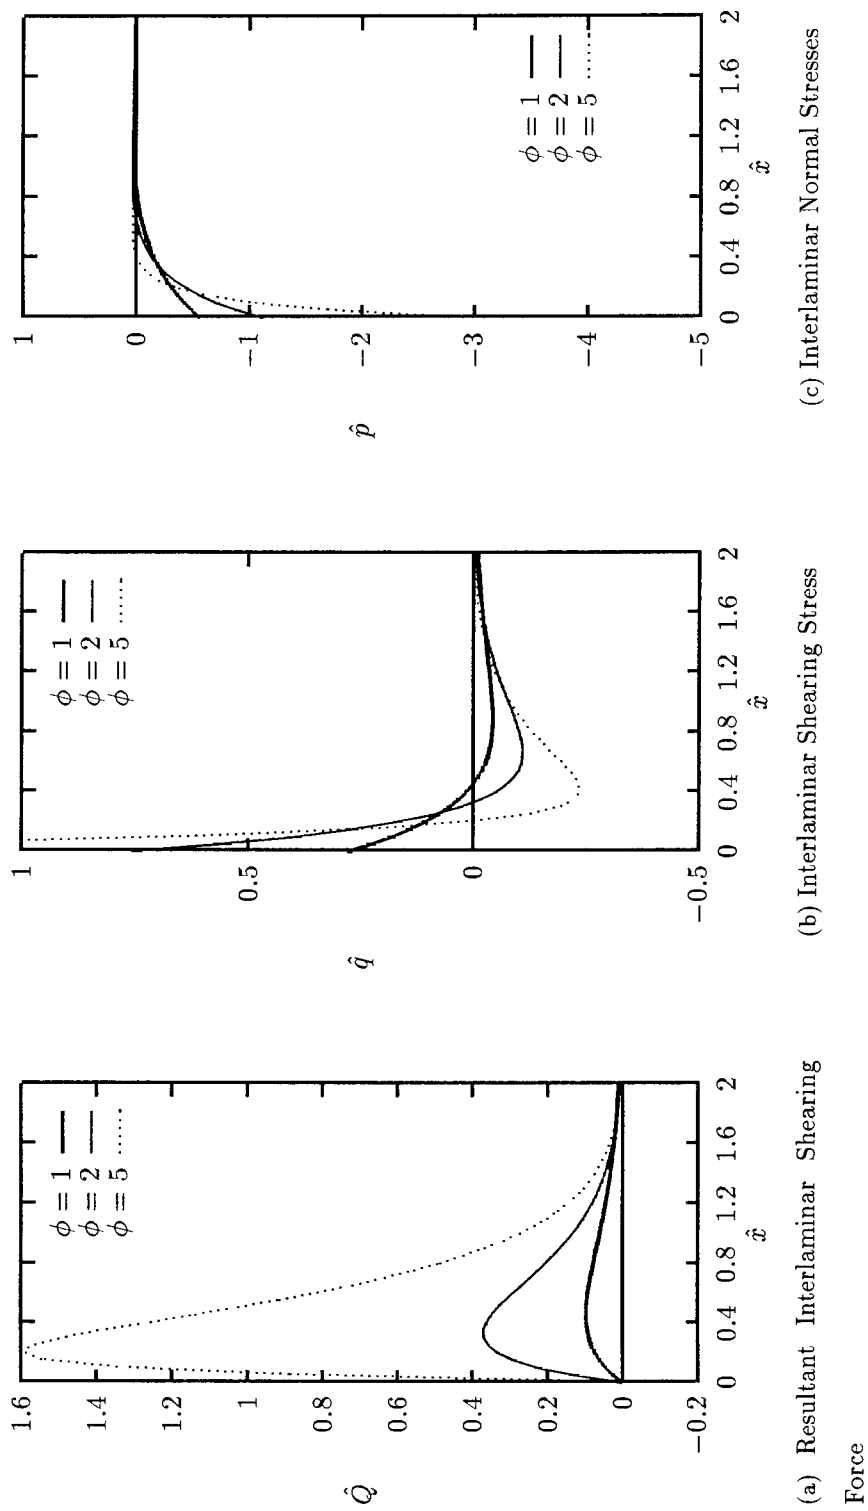 1.6
1.4
1.2
1
0.8
0.6
0.4
0.2
0
−0.2
Q̂
0 0.4 0.8 1.2 1.6 2
x̂
ϕ = 1
ϕ = 2
ϕ = 5
(a) Resultant Interlaminar Shearing
Force
1
0.5
0
−0.5
q̂
0 0.4 0.8 1.2 1.6 2
x̂
ϕ = 1
ϕ = 2
ϕ = 5
(b) Interlaminar Shearing Stress
1
0
−1
−2
−3
−4
−5
p̂
0 0.4 0.8 1.2 1.6 2
x̂
ϕ = 1
ϕ = 2
ϕ = 5
(c) Interlaminar Normal Stresses